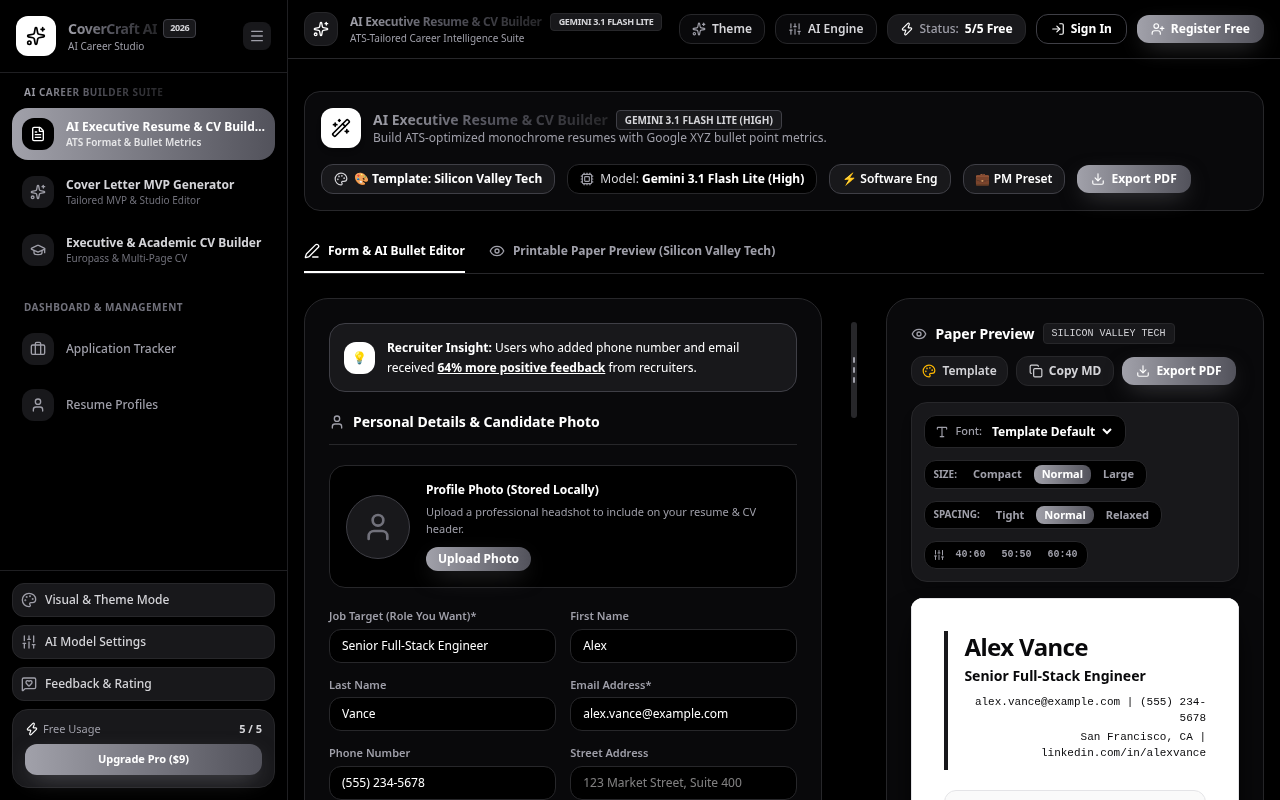 CoverCraft AI 2026
AI Career Studio
AI CAREER BUILDER SUITE
AI Executive Resume & CV Build...
ATS Format & Bullet Metrics
Cover Letter MVP Generator
Tailored MVP & Studio Editor
Executive & Academic CV Builder
Europass & Multi-Page CV
DASHBOARD & MANAGEMENT
Application Tracker
Resume Profiles
Visual & Theme Mode
AI Model Settings
Feedback & Rating
Free Usage 5 / 5
Upgrade Pro ($9)
AI Executive Resume & CV Builder GEMINI 3.1 FLASH LITE
ATS-Tailored Career Intelligence Suite
Theme
AI Engine
Status: 5/5 Free
Sign In
Register Free
AI Executive Resume & CV Builder GEMINI 3.1 FLASH LITE (HIGH)
Build ATS-optimized monochrome resumes with Google XYZ bullet point metrics.
🎨 Template: Silicon Valley Tech
Model: Gemini 3.1 Flash Lite (High)
⚡ Software Eng
💼 PM Preset
Export PDF
Form & AI Bullet Editor
Printable Paper Preview (Silicon Valley Tech)
Recruiter Insight: Users who added phone number and email
received 64% more positive feedback from recruiters.
Personal Details & Candidate Photo
Profile Photo (Stored Locally)
Upload a professional headshot to include on your resume & CV
header.
Upload Photo
Job Target (Role You Want)*
Senior Full-Stack Engineer
First Name
Alex
Last Name
Vance
Email Address*
alex.vance@example.com
Phone Number
(555) 234-5678
Street Address
123 Market Street, Suite 400
Paper Preview SILICON VALLEY TECH
Template
Copy MD
Export PDF
Font: Template Default
SIZE: Compact Normal Large
SPACING: Tight Normal Relaxed
40:60 50:50 60:40
Alex Vance
Senior Full-Stack Engineer
alex.vance@example.com | (555) 234-
5678
San Francisco, CA |
linkedin.com/in/alexvance